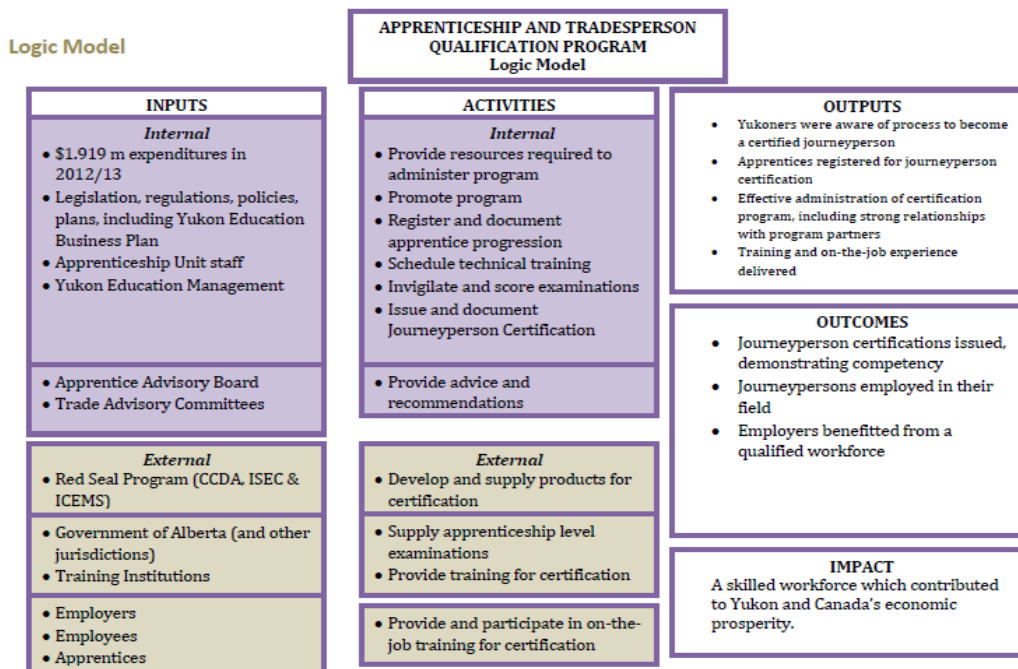 Logic Model
APPRENTICESHIP AND TRADESPERSON
QUALIFICATION PROGRAM
Logic Model
INPUTS
Internal
• $1.919 m expenditures in
2012/13
• Legislation, regulations, policies,
plans, including Yukon Education
Business Plan
• Apprenticeship Unit staff
• Yukon Education Management
• Apprentice Advisory Board
• Trade Advisory Committees
External
• Red Seal Program (CCDA, ISEC &
ICEMS)
• Government of Alberta (and other
jurisdictions)
• Training Institutions
• Employers
• Employees
• Apprentices
ACTIVITIES
Internal
• Provide resources required to
administer program
• Promote program
• Register and document
apprentice progression
• Schedule technical training
• Invigilate and score examinations
• Issue and document
Journeyperson Certification
• Provide advice and
recommendations
External
• Develop and supply products for
certification
• Supply apprenticeship level
examinations
• Provide training for certification
• Provide and participate in on-the-
job training for certification
OUTPUTS
• Yukoners were aware of process to become
a certified journeyperson
• Apprentices registered for journeyperson
certification
• Effective administration of certification
program, including strong relationships
with program partners
• Training and on-the-job experience
delivered
OUTCOMES
• Journeyperson certifications issued,
demonstrating competency
• Journeypersons employed in their
field
• Employers benefitted from a
qualified workforce
IMPACT
A skilled workforce which contributed
to Yukon and Canada's economic
prosperity.